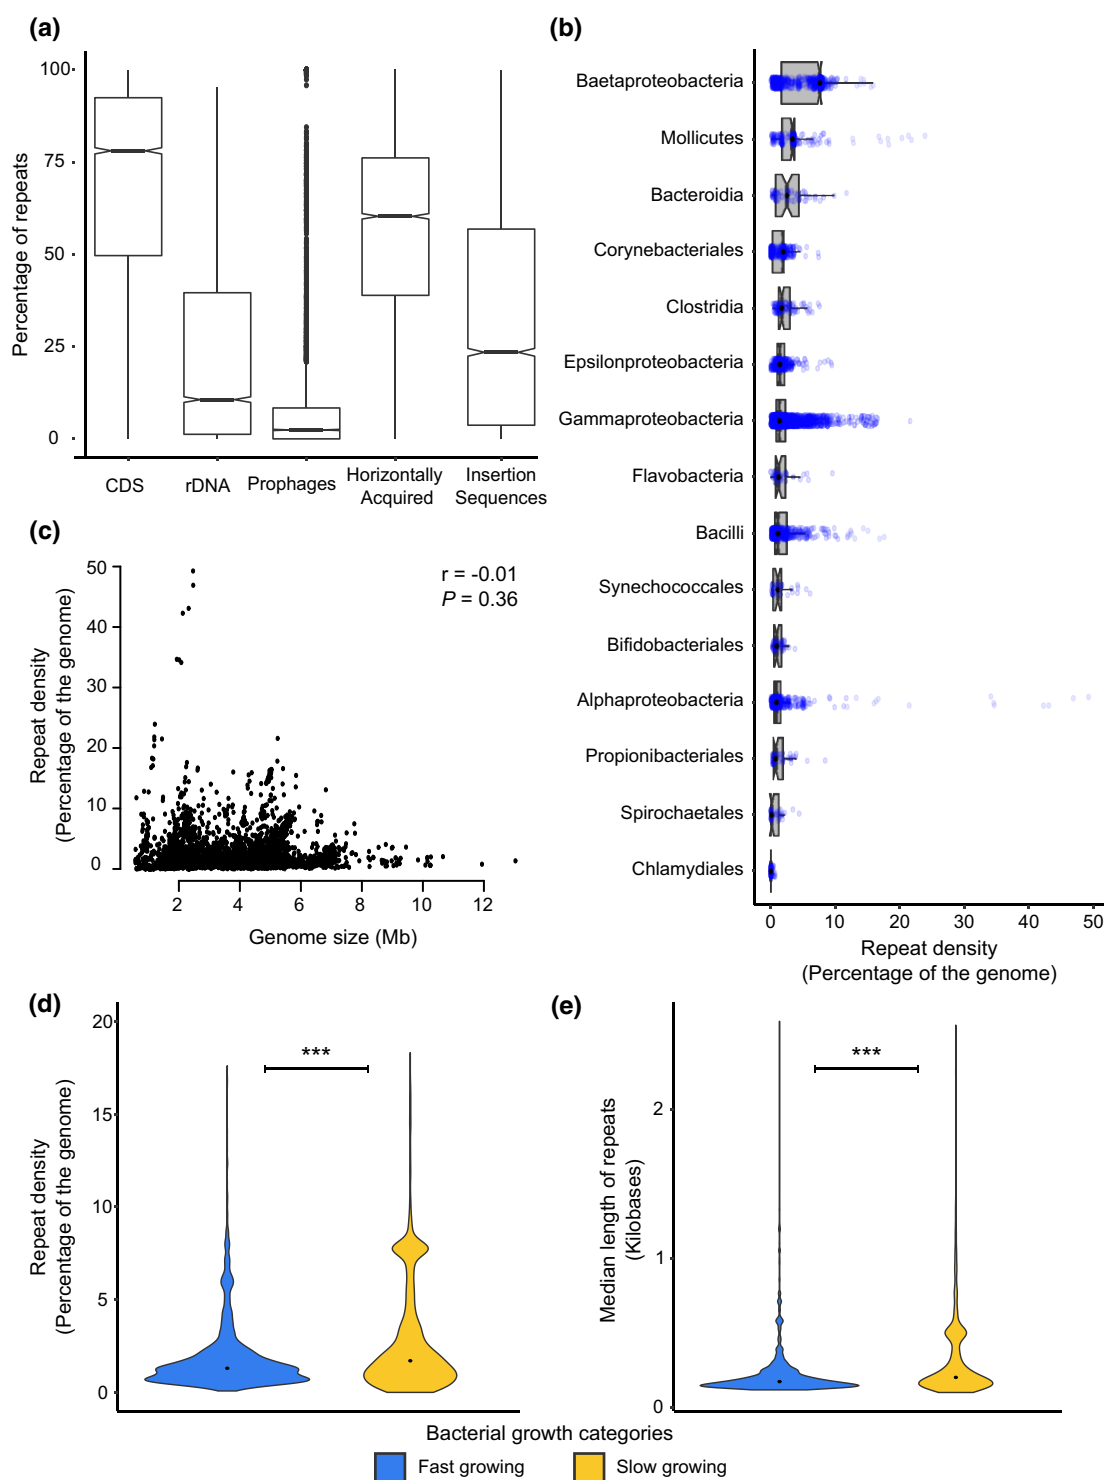 (a)
Percentage of repeats
100
75
50
25
0
CDS
rDNA
Prophages
Horizontally
Acquired
Insertion
Sequences
(b)
Baetaproteobacteria
Mollicutes
Bacteroidia
Corynebacteriales
Clostridia
Epsilonproteobacteria
Gammaproteobacteria
Flavobacteria
Bacilli
Synechococcales
Bifidobacteriales
Alphaproteobacteria
Propionibacteriales
Spirochaetales
Chlamydiales
0 10 20 30 40 50
Repeat density
(Percentage of the genome)
(c)
Repeat density
(Percentage of the genome)
50
40
30
20
10
0
r = -0.01
P = 0.36
2 4 6 8 10 12
Genome size (Mb)
(d)
Repeat density
(Percentage of the genome)
20
15
10
5
0
***
(e)
Median length of repeats
(Kilobases)
2
1
0
***
Bacterial growth categories
Fast growing
Slow growing